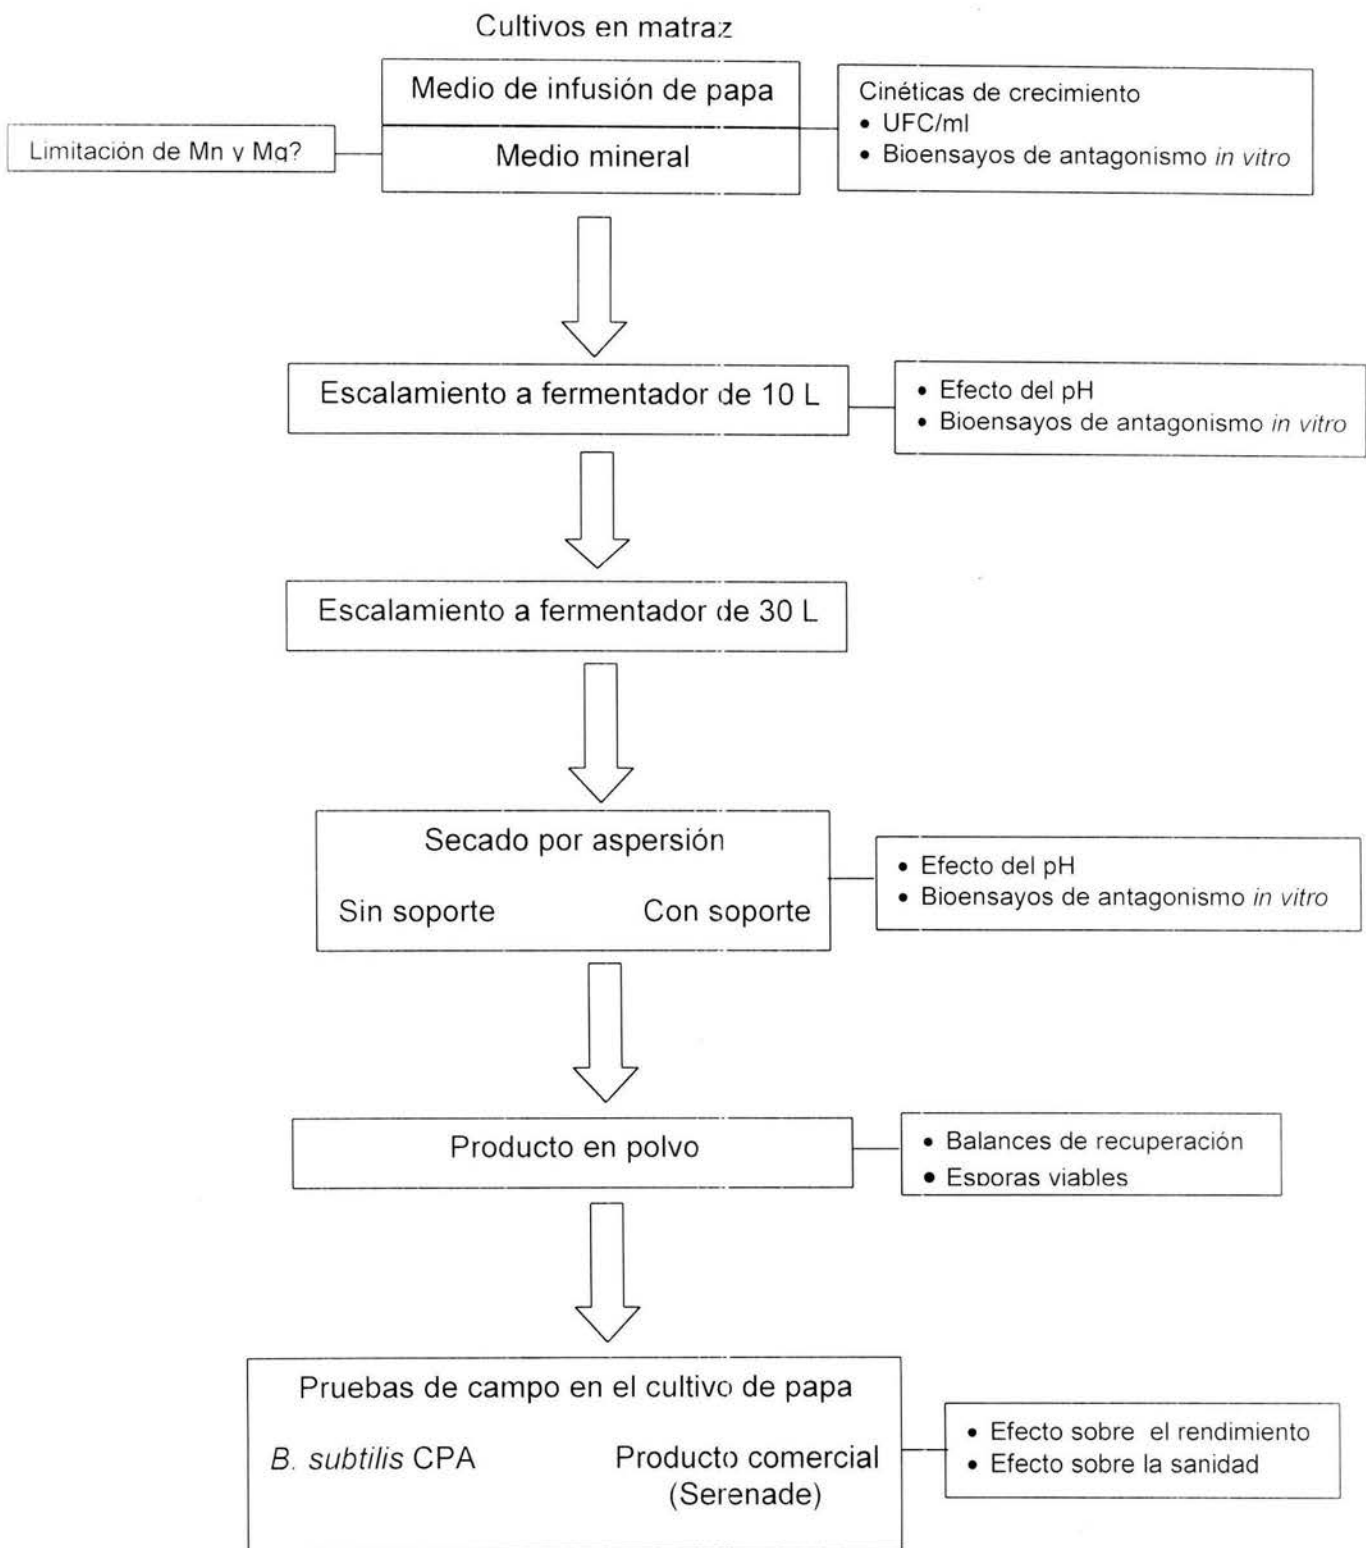 Cultivos en matraz
Medio de infusión de papa
Medio mineral
Limitación de Mn y Mg?
Cinéticas de crecimiento
• UFC/ml
• Bioensayos de antagonismo in vitro
Escalamiento a fermentador de 10 L
• Efecto del pH
• Bioensayos de antagonismo in vitro
Escalamiento a fermentador de 30 L
Secado por aspersión
Sin soporte Con soporte
• Efecto del pH
• Bioensayos de antagonismo in vitro
Producto en polvo
• Balances de recuperación
• Esporas viables
Pruebas de campo en el cultivo de papa
B. subtilis CPA Producto comercial
(Serenade)
• Efecto sobre el rendimiento
• Efecto sobre la sanidad